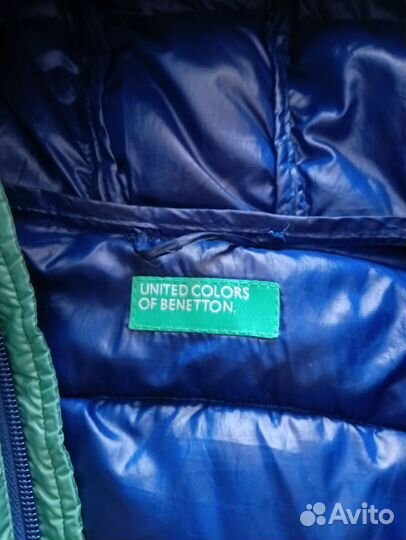 UNITED COLORS
OF BENETTON.
Avito